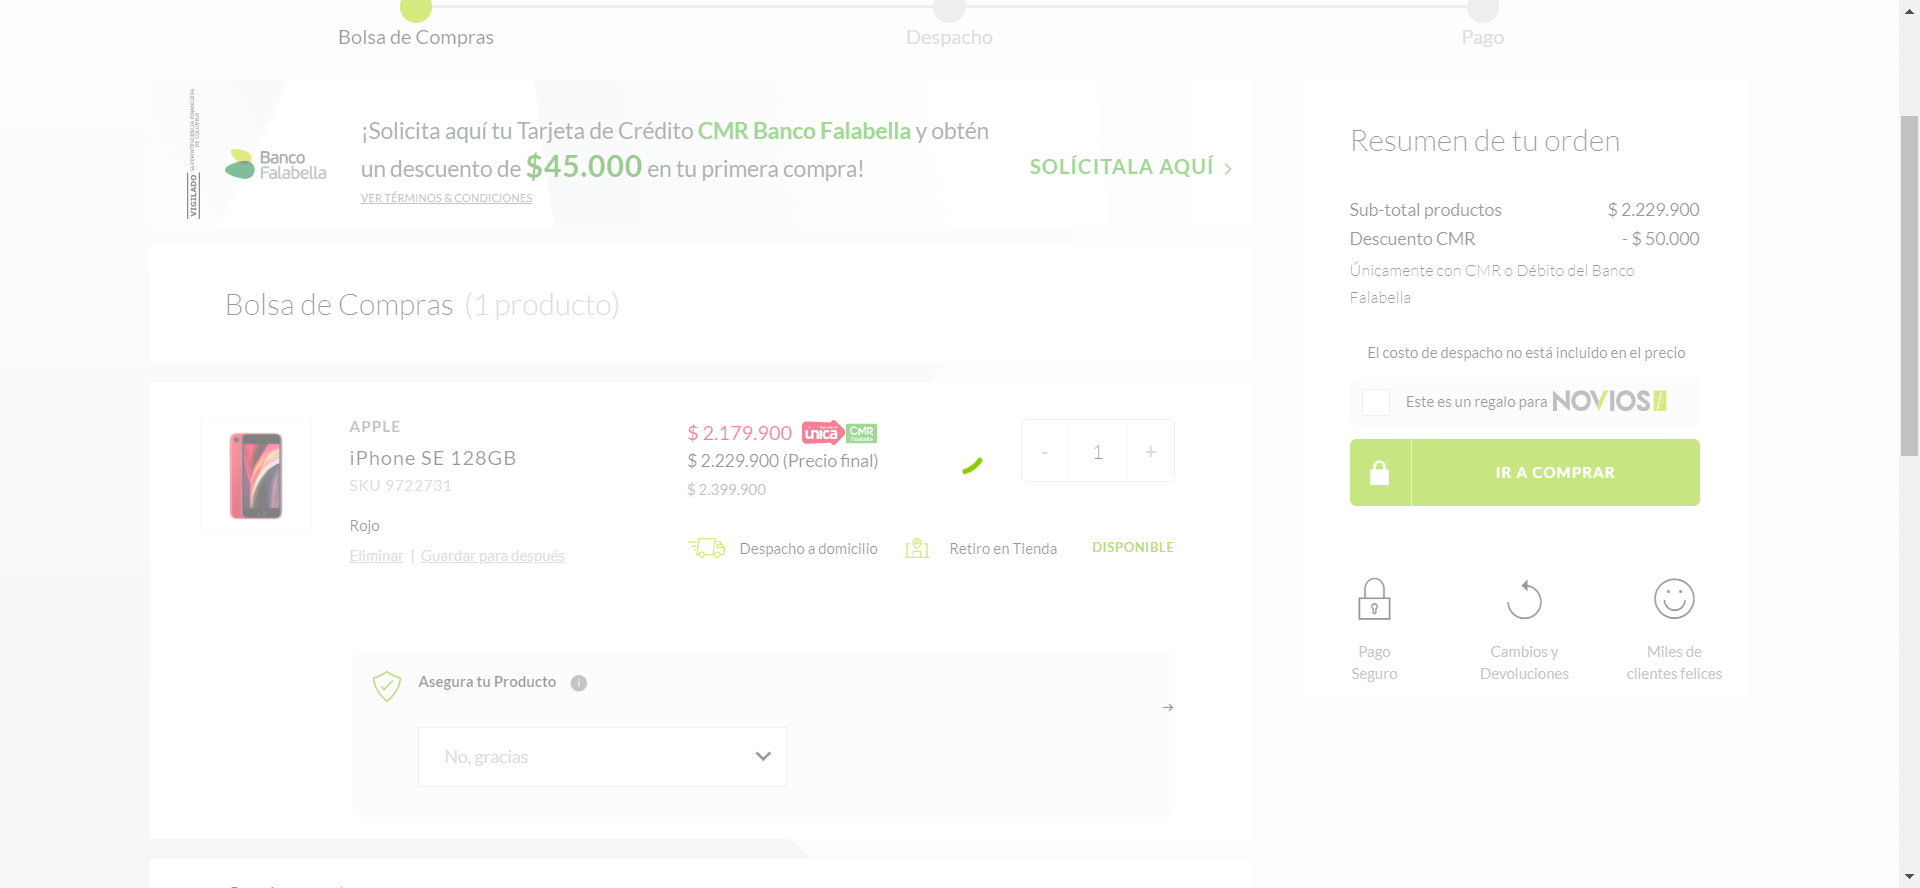 Bolsa de Compras
Despacho
Pago
VIGILADO SUPERINTENDENCIA FINANCIERA
DE COLOMBIA
Banco
Falabella
¡Solicita aquí tu Tarjeta de Crédito CMR Banco Falabella y obtén
un descuento de $45.000 en tu primera compra!
VER TÉRMINOS & CONDICIONES
SOLÍCITALA AQUÍ
Bolsa de Compras (1 producto)
APPLE
iPhone SE 128GB
SKU 9722731
Rojo
Eliminar | Guardar para después
$ 2.179.900 única CMR Falabella
$ 2.229.900 (Precio final)
$ 2.399.900
- 1 +
Despacho a domicilio
Retiro en Tienda
DISPONIBLE
Asegura tu Producto i
No, gracias
Resumen de tu orden
Sub-total productos $ 2.229.900
Descuento CMR - $ 50.000
Únicamente con CMR o Débito del Banco
Falabella
El costo de despacho no está incluido en el precio
Este es un regalo para NOVIOS
IR A COMPRAR
Pago
Seguro
Cambios y
Devoluciones
Miles de
clientes felices